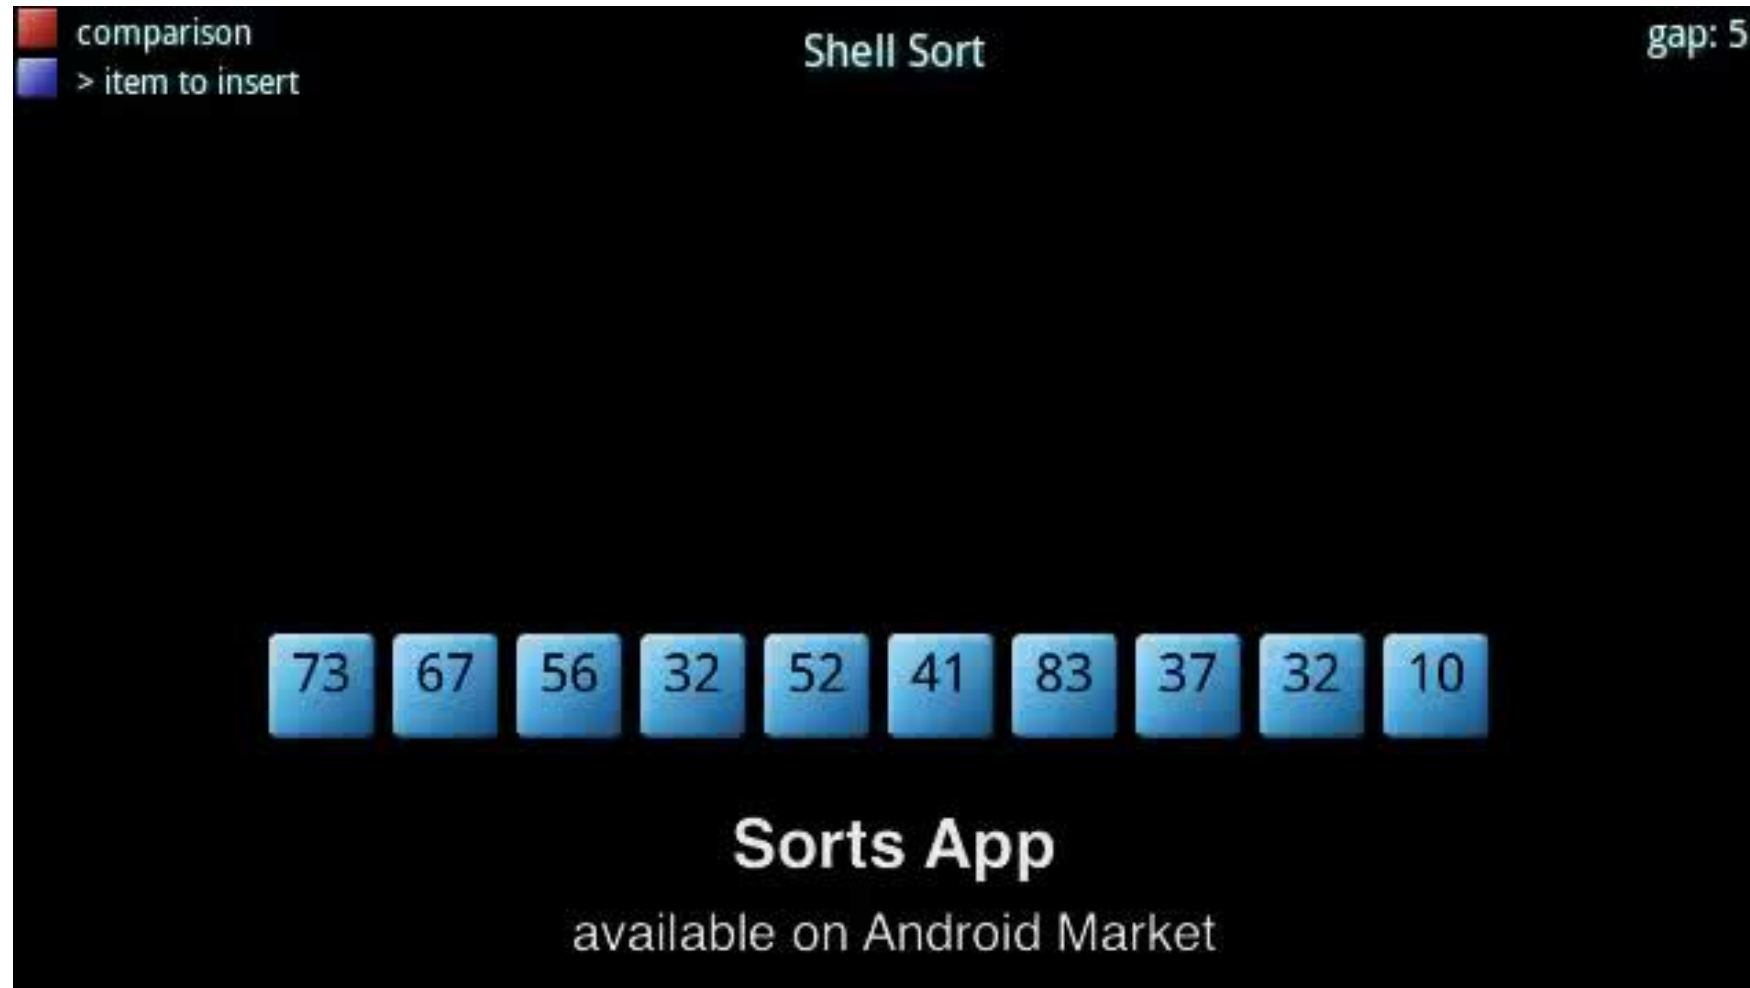 comparison
> item to insert
Shell Sort
gap: 5
73 67 56 32 52 41 83 37 32 10
Sorts App
available on Android Market